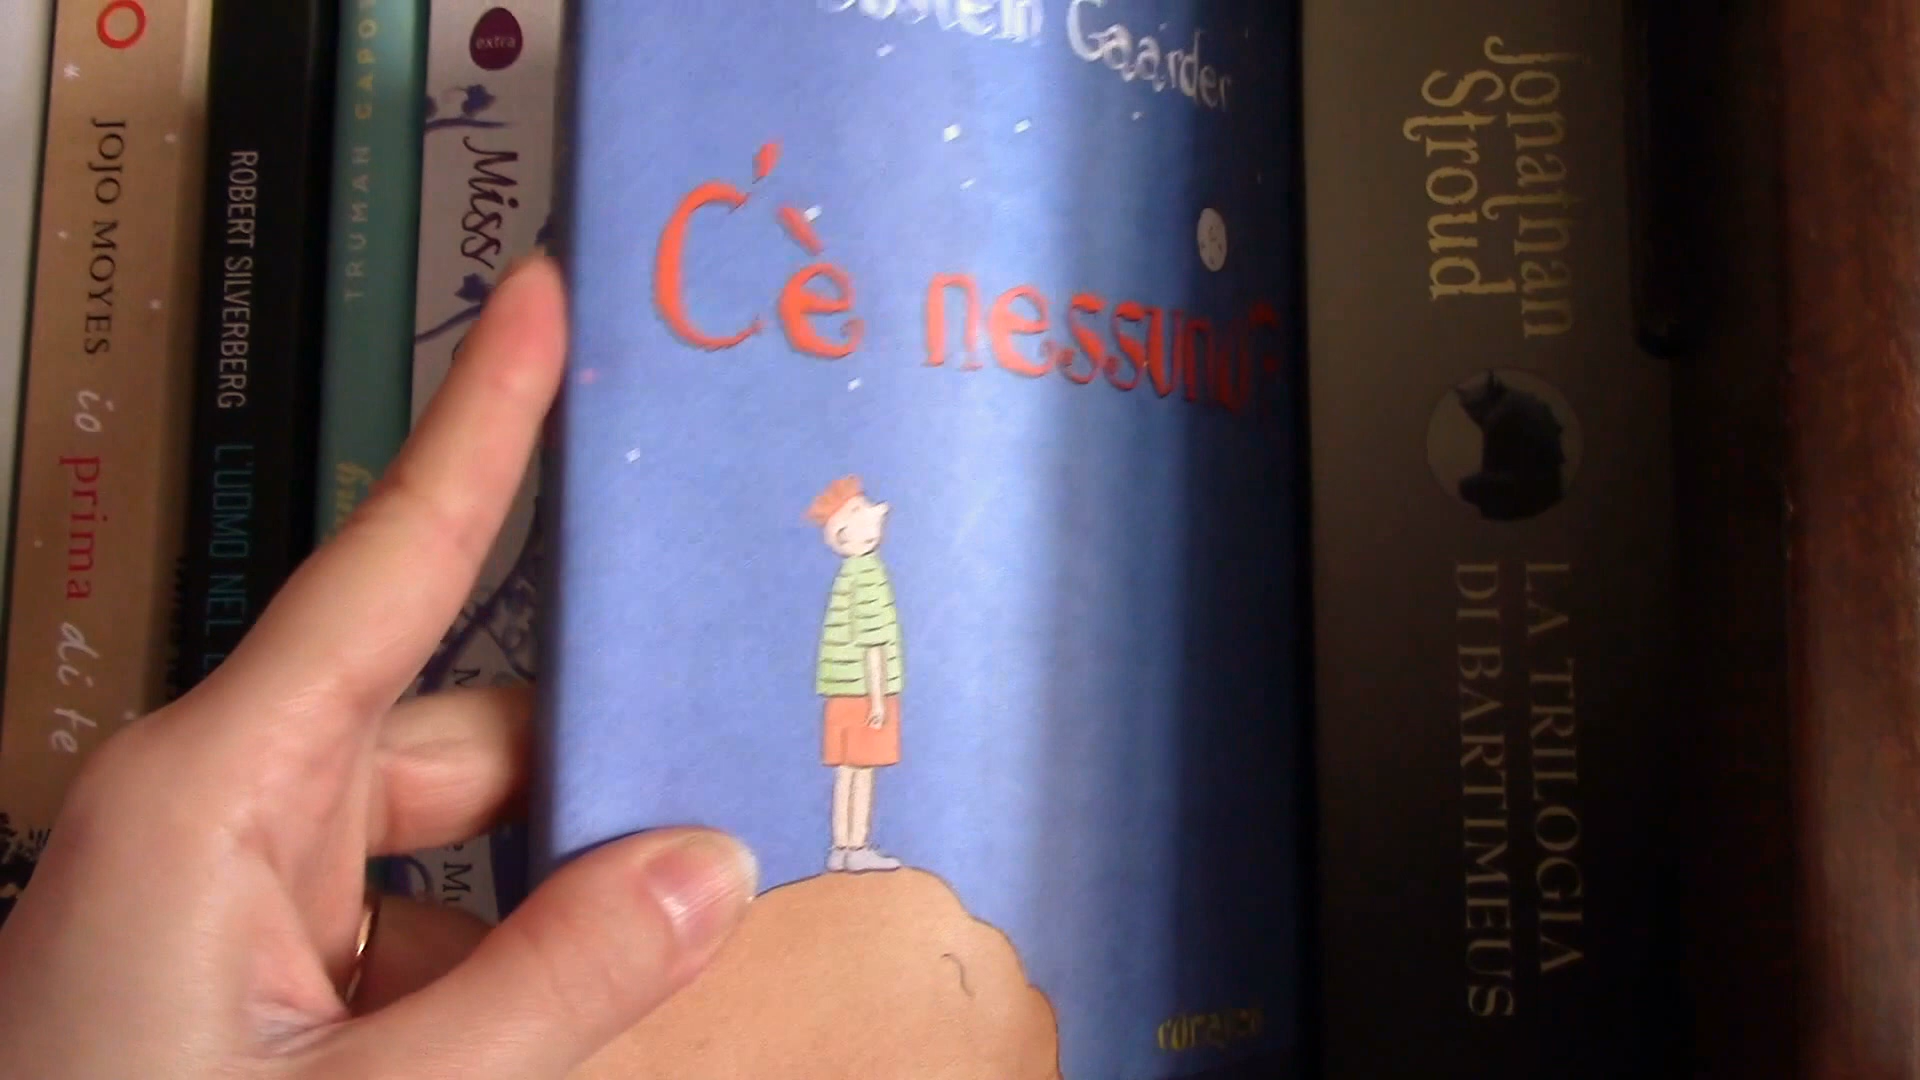 JOJO MOYES io prima di te
ROBERT SILVERBERG L'UOMO NEL
TRUMAN CAPOT
extra
Miss
Gaarder
C'è nessuno?
Jonathan
Stroud
LA TRILOGIA
DI BARTIMEUS